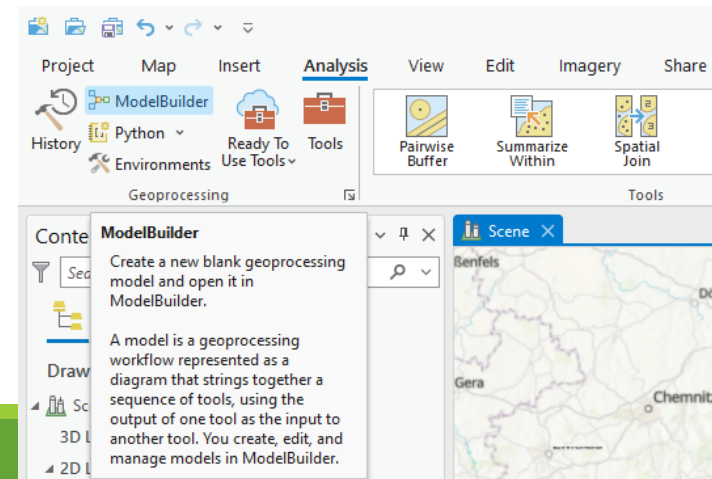 Project Map Insert Analysis View Edit Imagery Share
History
ModelBuilder
Python
Environments
Ready To
Use Tools
Tools
Pairwise
Buffer
Summarize
Within
Spatial
Join
Geoprocessing
Tools
Conte
Sea
Draw
Sc
3D L
2D L
ModelBuilder
Create a new blank geoprocessing
model and open it in
ModelBuilder.
A model is a geoprocessing
workflow represented as a
diagram that strings together a
sequence of tools, using the
output of one tool as the input to
another tool. You create, edit, and
manage models in ModelBuilder.
Scene
ßenfels
Gera
Chemnit